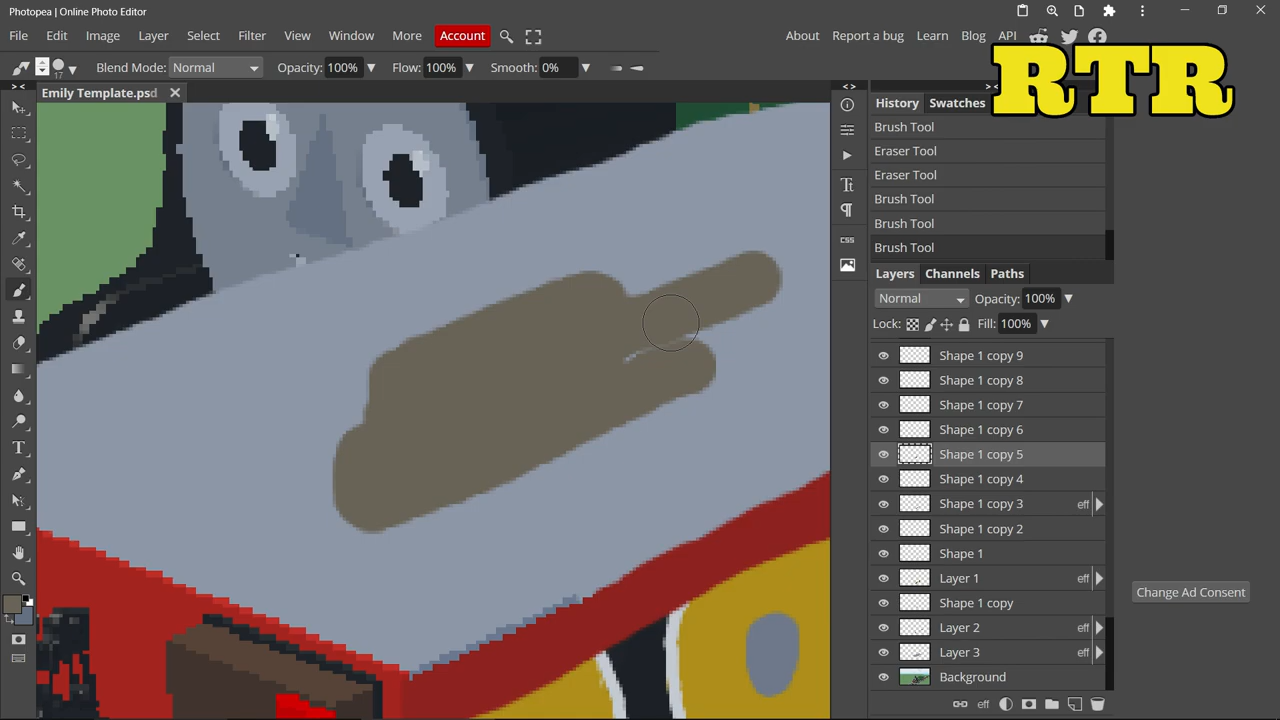 Photopea | Online Photo Editor
File Edit Image Layer Select Filter View Window More Account
About Report a bug Learn Blog API
RTR
17 Blend Mode: Normal Opacity: 100% Flow: 100% Smooth: 0%
Emily Template.psd
History Swatches
Brush Tool
Eraser Tool
Eraser Tool
Brush Tool
Brush Tool
Brush Tool
CSS
Layers Channels Paths
Normal Opacity: 100%
Lock: Fill: 100%
Shape 1 copy 9
Shape 1 copy 8
Shape 1 copy 7
Shape 1 copy 6
Shape 1 copy 5
Shape 1 copy 4
Shape 1 copy 3 eff
Shape 1 copy 2
Shape 1
Layer 1 eff
Shape 1 copy
Layer 2 eff
Layer 3 eff
Background
eff
Change Ad Consent